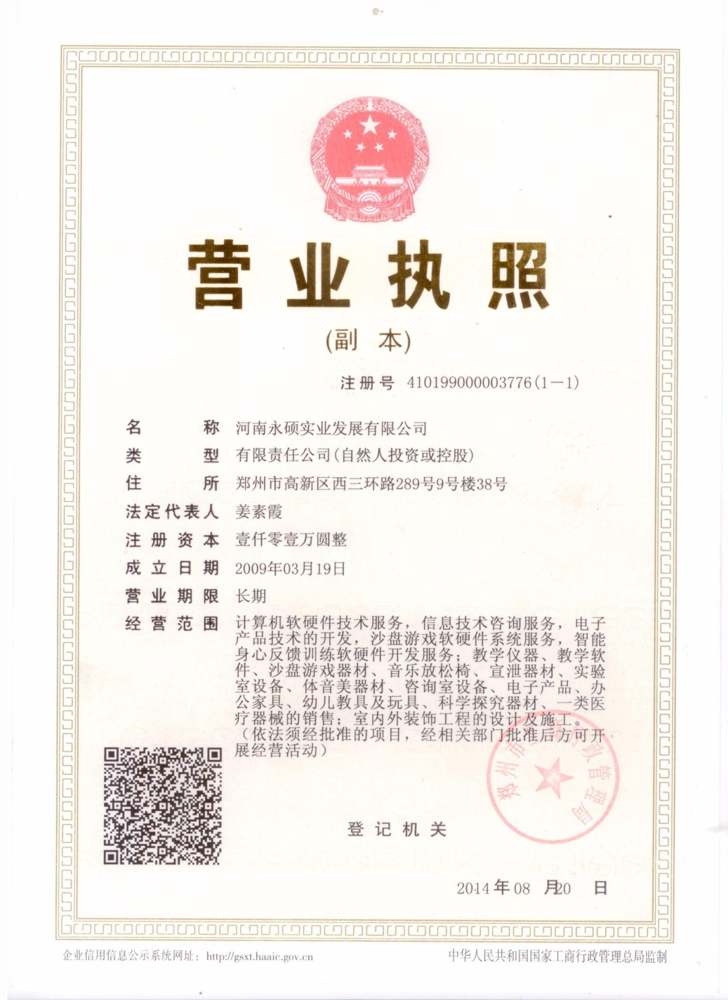 营业执照
(副 本)
注册号 410199000003776(1-1)
名称 河南永硕实业发展有限公司
类型 有限责任公司(自然人投资或控股)
住所 郑州市高新区西三环路289号9号楼38号
法定代表人 姜素霞
注册资本 壹仟零壹万圆整
成立日期 2009年03月19日
营业期限 长期
经营范围 计算机软硬件技术服务，信息技术咨询服务，电子
产品技术的开发，沙盘游戏软硬件系统服务，智能
身心反馈训练软硬件开发服务；教学仪器、教学软
件、沙盘游戏器材、音乐放松椅、宣泄器材、实验
室设备、体音美器材、咨询室设备、电子产品、办
公家具、幼儿教具及玩具、科学探究器材、一类医
疗器械的销售；室内外装饰工程的设计及施工。
（依法须经批准的项目，经相关部门批准后方可开
展经营活动）
郑州市工商行政管理局
登记机关
2014年08月20日
企业信用信息公示系统网址：http://gsxt.haaic.gov.cn
中华人民共和国国家工商行政管理总局监制